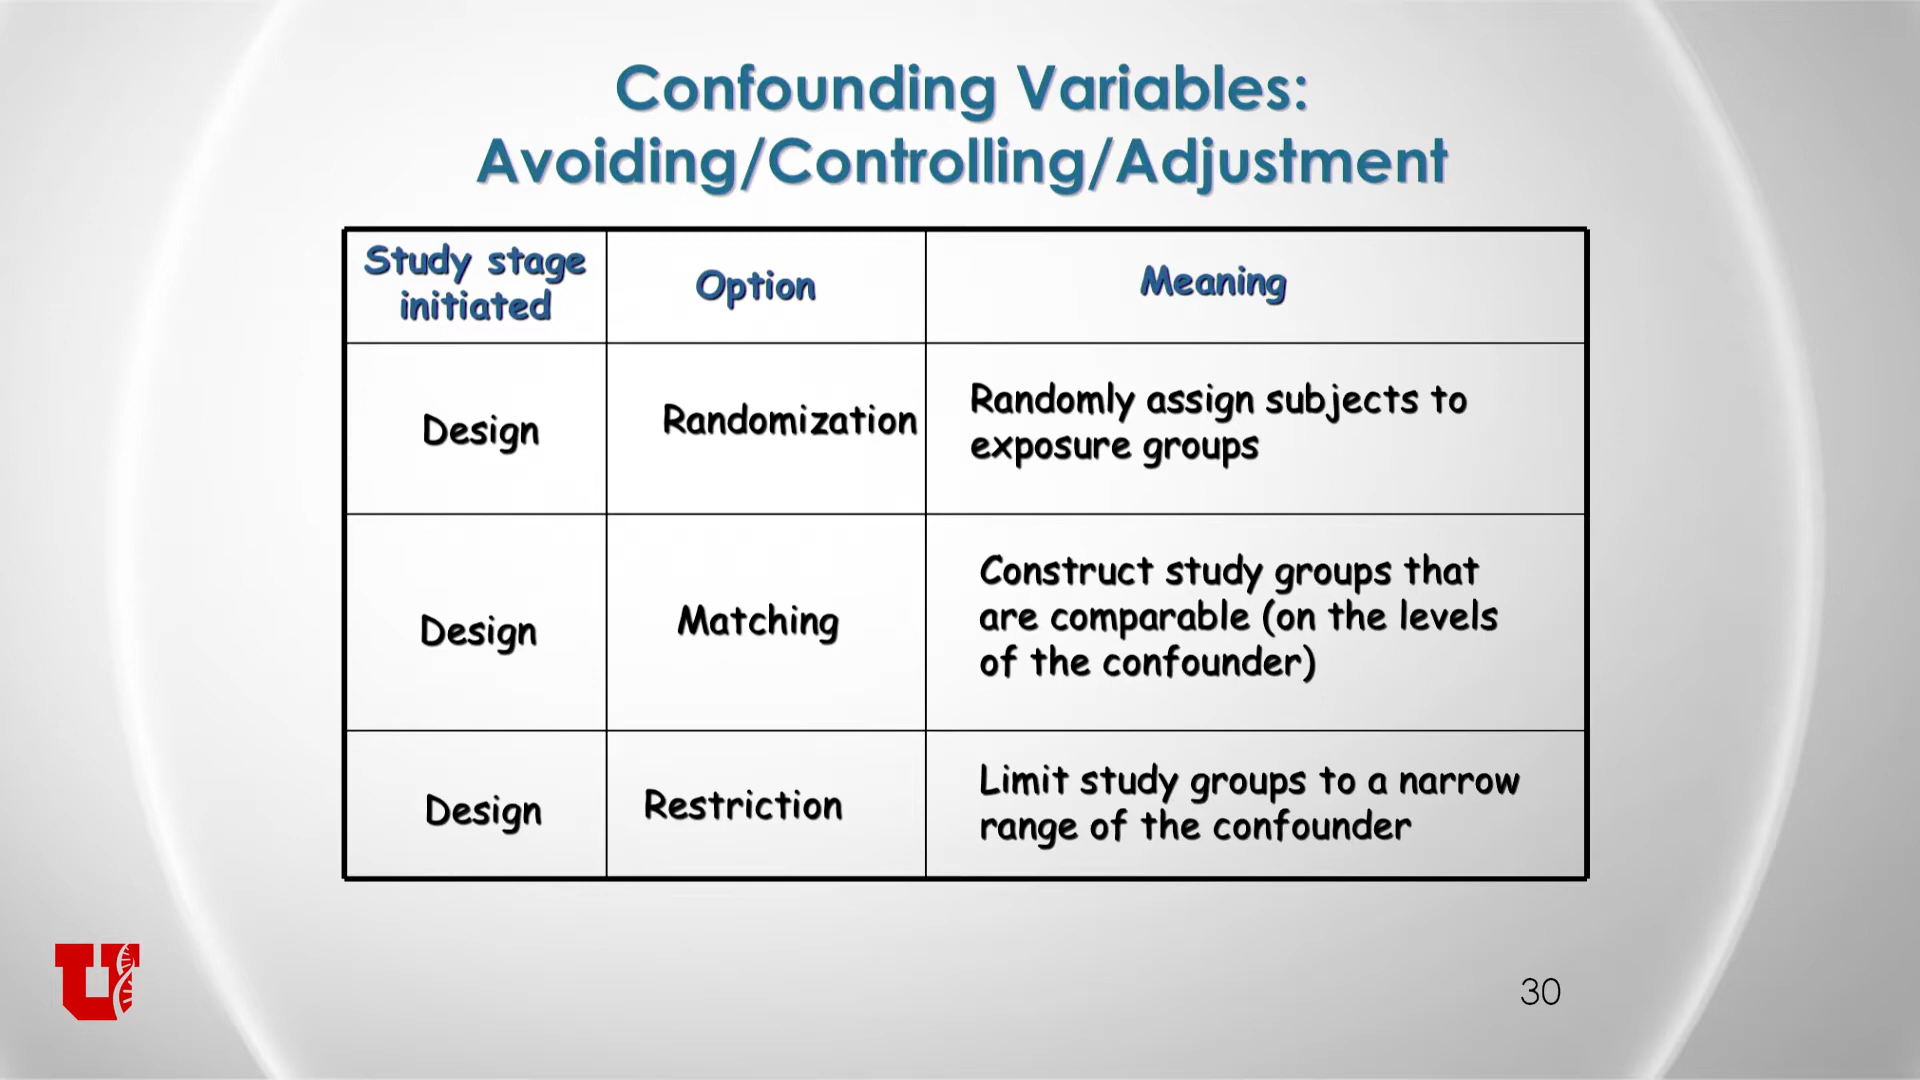 Confounding Variables:
Avoiding/Controlling/Adjustment
Study stage
initiated
Option
Meaning
Design
Randomization
Randomly assign subjects to
exposure groups
Design
Matching
Construct study groups that
are comparable (on the levels
of the confounder)
Design
Restriction
Limit study groups to a narrow
range of the confounder
U
30